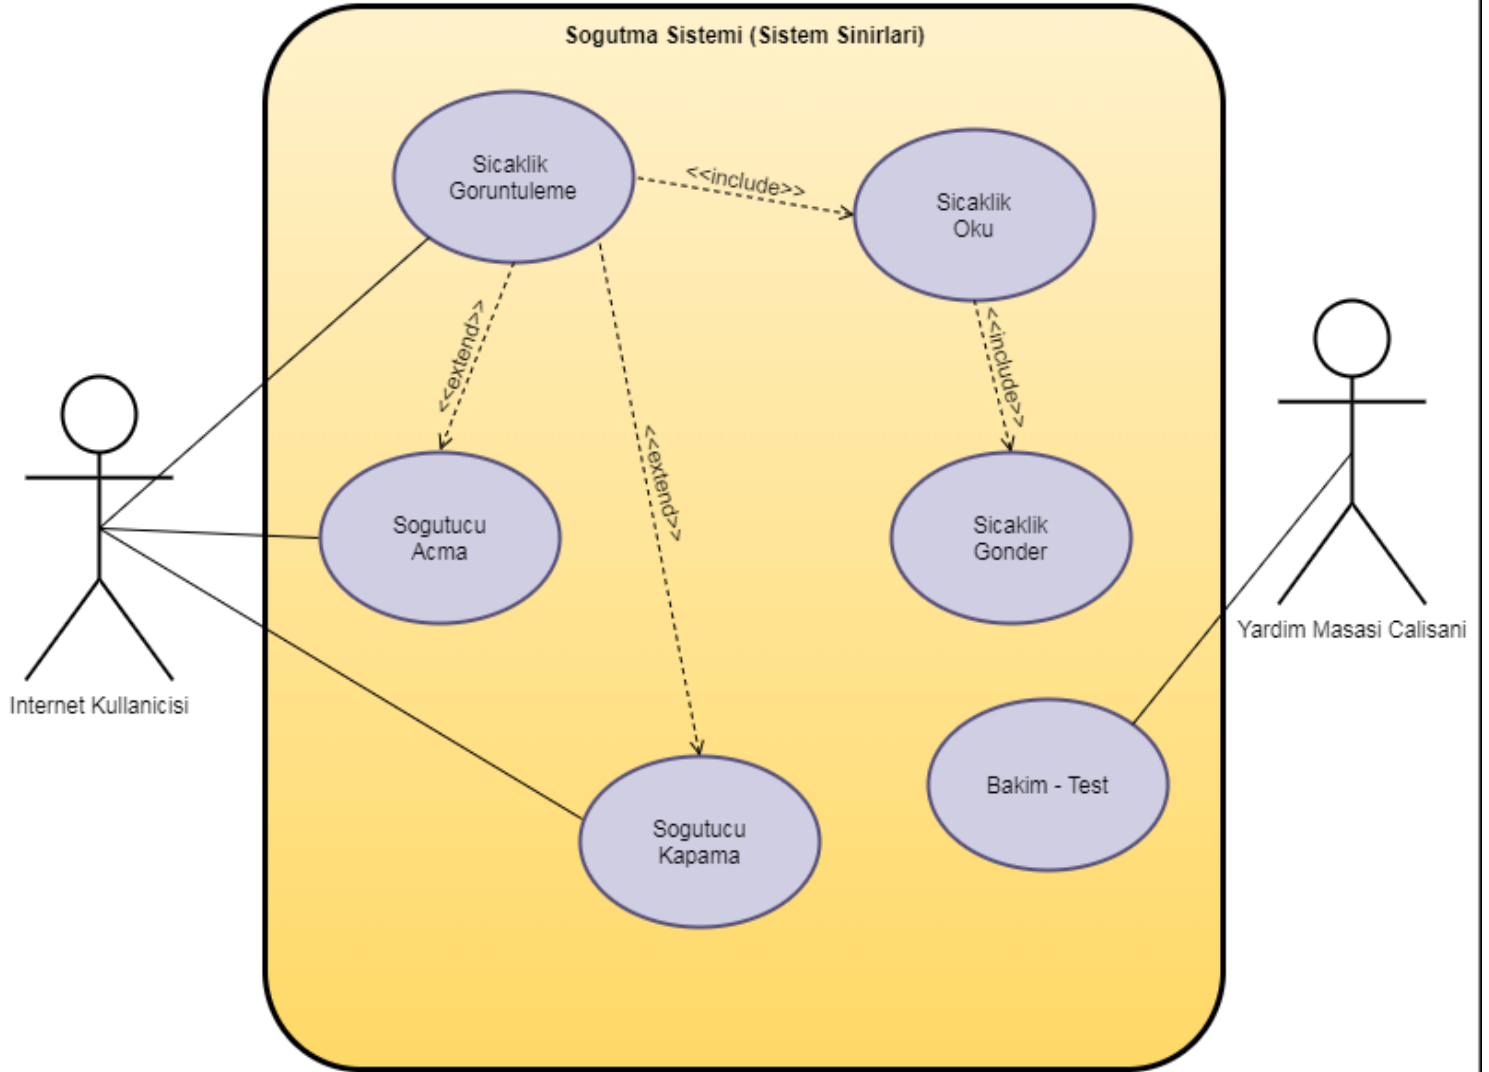 Sogutma Sistemi (Sistem Sinirlari)
Sicaklik
Goruntuleme
<<include>>
Sicaklik
Oku
<<extend>>
<<include>>
<<extend>>
Sogutucu
Acma
Sicaklik
Gonder
Yardim Masasi Calisani
Internet Kullanicisi
Bakim - Test
Sogutucu
Kapama